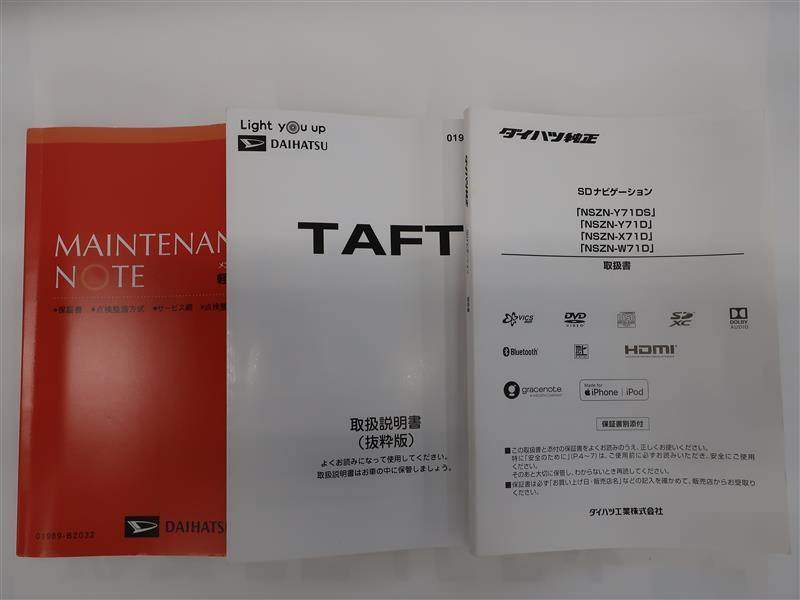 MAINTENAN
NOTE
メ
軽
●保証書 ●点検整備方式 ●サービス網 ●点検整
DAIHATSU
01989-B2032
Light you up
DAIHATSU
019
TAFT
取扱説明書
(抜粋版)
よくお読みになって使用してください。
取扱説明書はお車の中に保管しましょう。
ダイハツ純正
SDナビゲーション
「NSZN-Y71DS」
「NSZN-Y71D」
「NSZN-X71D」
「NSZN-W71D」
取扱書
VICS
DVD
VIDEO
SD
XC
DOLBY
AUDIO
Bluetooth®
HDMI
gracenote.
Made for
iPhone | iPod
保証書別添付
■この取扱書と添付の保証書をよくお読みのうえ、正しくお使いください。
特に「安全のために」(P4〜7)は、ご使用前に必ずお読みいただき、安全にご使用
ください。
そのあと大切に保管し、わからないとき再読してください。
■保証書は必ず「お買い上げ日・販売店名」などの記入を確かめて、販売店からお受取り
ください。
ダイハツ工業株式会社